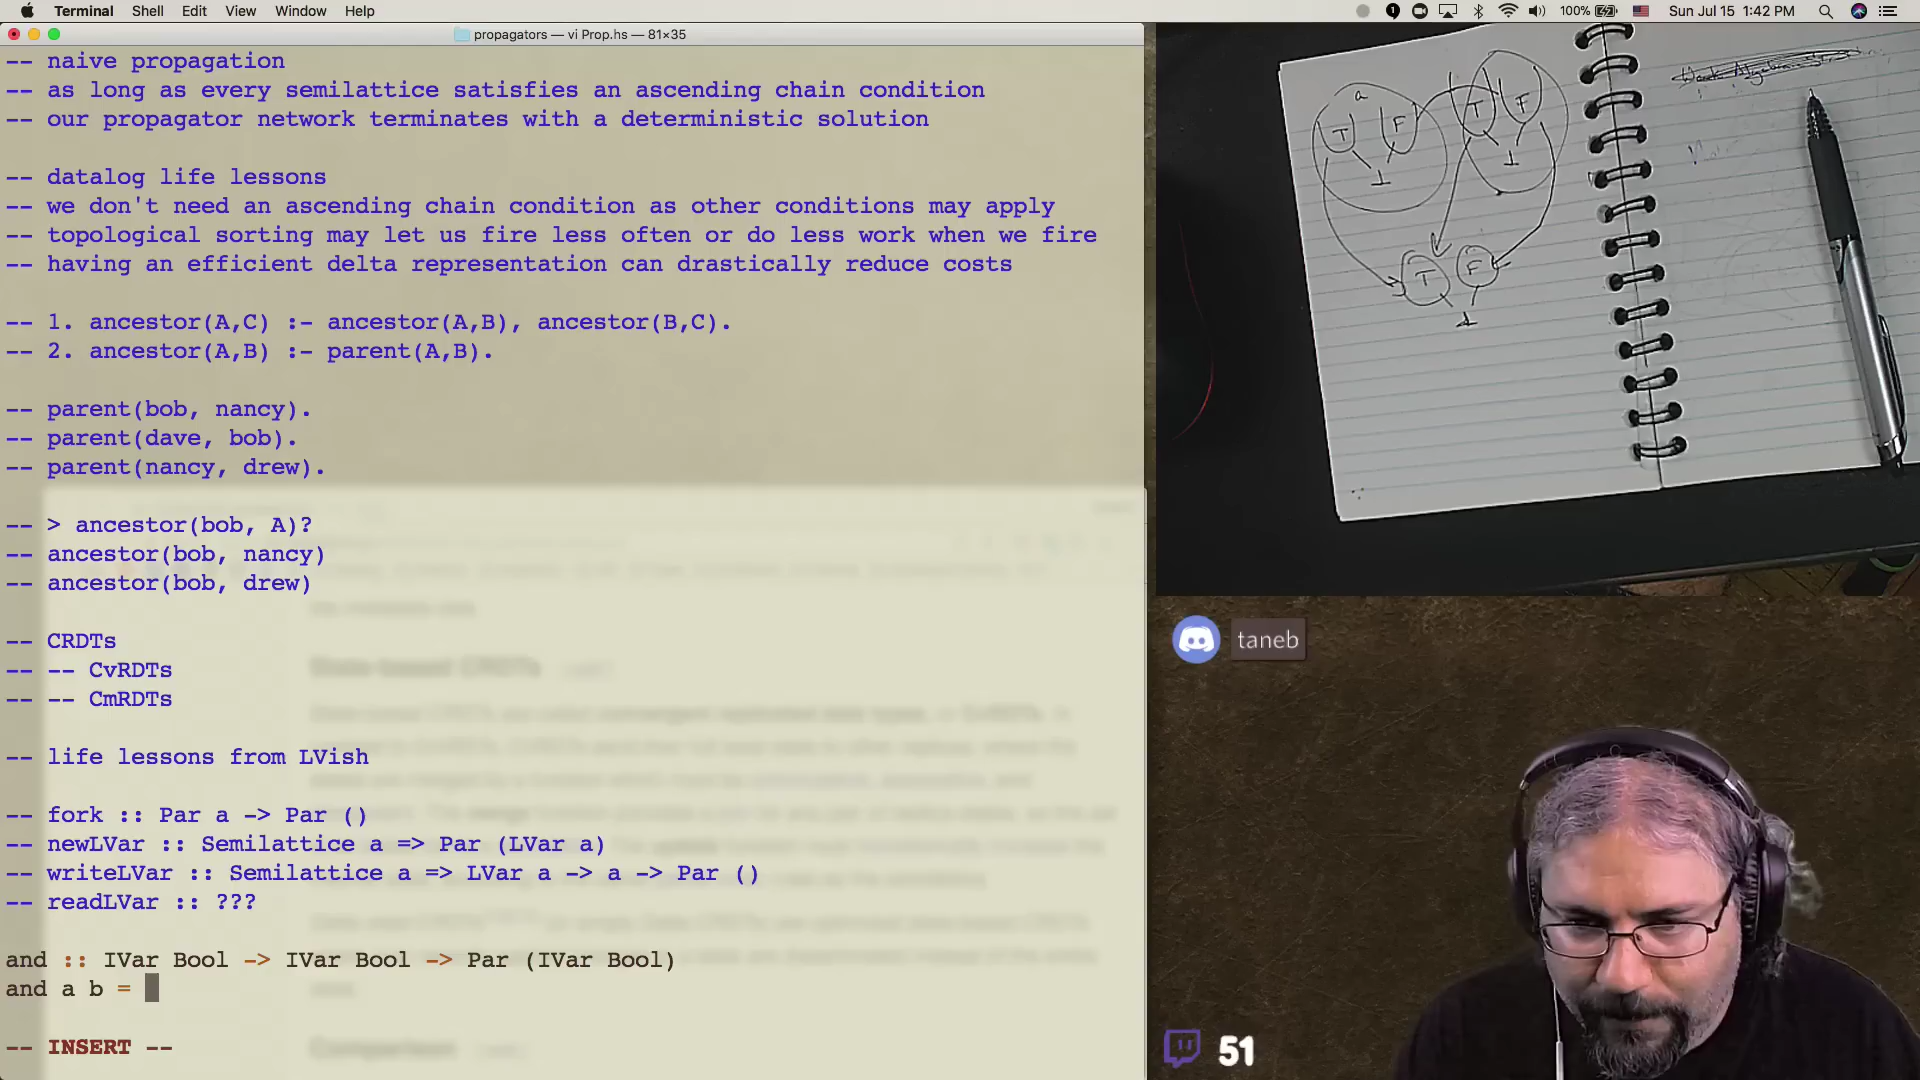 Terminal Shell Edit View Window Help
100% Sun Jul 15 1:42 PM
propagators — vi Prop.hs — 81×35
-- naive propagation
-- as long as every semilattice satisfies an ascending chain condition
-- our propagator network terminates with a deterministic solution
-- datalog life lessons
-- we don't need an ascending chain condition as other conditions may apply
-- topological sorting may let us fire less often or do less work when we fire
-- having an efficient delta representation can drastically reduce costs
-- 1. ancestor(A,C) :- ancestor(A,B), ancestor(B,C).
-- 2. ancestor(A,B) :- parent(A,B).
-- parent(bob, nancy).
-- parent(dave, bob).
-- parent(nancy, drew).
-- > ancestor(bob, A)?
-- ancestor(bob, nancy)
-- ancestor(bob, drew)
-- CRDTs
-- -- CvRDTs
-- -- CmRDTs
-- life lessons from LVish
-- fork :: Par a -> Par ()
-- newLVar :: Semilattice a => Par (LVar a)
-- writeLVar :: Semilattice a => LVar a -> a -> Par ()
-- readLVar :: ???
and :: IVar Bool -> IVar Bool -> Par (IVar Bool)
and a b =
-- INSERT --
State-based CRDTs
Comparison
a
T F T F
⊥ ⊥
T F
⊥
taneb
51